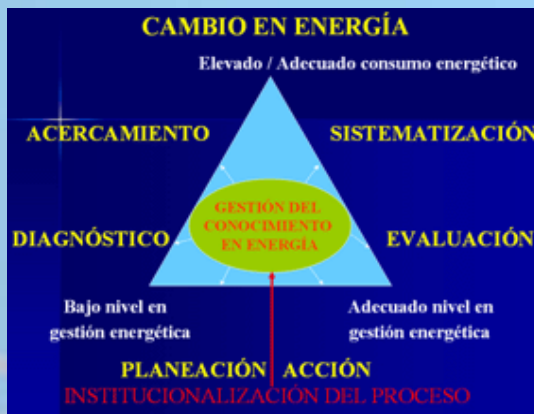 CAMBIO EN ENERGÍA
Elevado / Adecuado consumo energético
ACERCAMIENTO
SISTEMATIZACIÓN
GESTIÓN DEL
CONOCIMIENTO
EN ENERGÍA
DIAGNÓSTICO
EVALUACIÓN
Bajo nivel en
gestión energética
Adecuado nivel en
gestión energética
PLANEACIÓN
ACCIÓN
INSTITUCIONALIZACIÓN DEL PROCESO